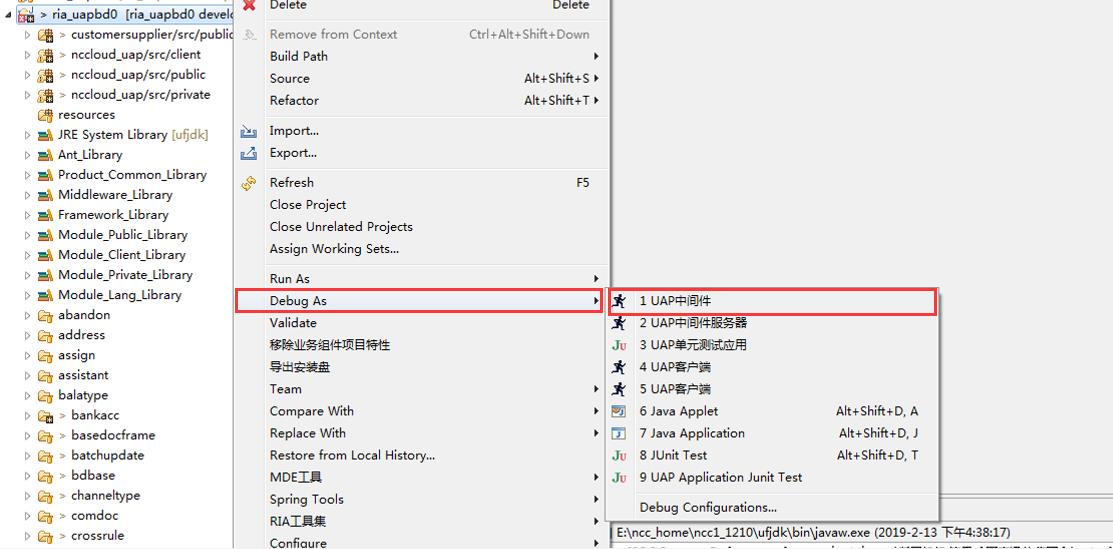 > ria_uapbd0 [ria_uapbd0 develo
> customersupplier/src/public
> nccloud_uap/src/client
> nccloud_uap/src/public
> nccloud_uap/src/private
resources
JRE System Library [ufjdk]
Ant_Library
Product_Common_Library
Middleware_Library
Framework_Library
Module_Public_Library
Module_Client_Library
Module_Private_Library
Module_Lang_Library
abandon
address
assign
assistant
balatype
> bankacc
> basedocframe
> batchupdate
> bdbase
> channeltype
> comdoc
> crossrule
Delete Delete
Remove from Context Ctrl+Alt+Shift+Down
Build Path
Source Alt+Shift+S
Refactor Alt+Shift+T
Import...
Export...
Refresh F5
Close Project
Close Unrelated Projects
Assign Working Sets...
Run As
Debug As
Validate
移除业务组件项目特性
导出安装盘
Team
Compare With
Replace With
Restore from Local History...
MDE工具
Spring Tools
RIA工具集
Configure
1 UAP中间件
2 UAP中间件服务器
3 UAP单元测试应用
4 UAP客户端
5 UAP客户端
6 Java Applet Alt+Shift+D, A
7 Java Application Alt+Shift+D, J
8 JUnit Test Alt+Shift+D, T
9 UAP Application Junit Test
Debug Configurations...
E:\ncc_home\ncc1_1210\ufjdk\bin\javaw.exe (2019-2-13 下午4:38:17)